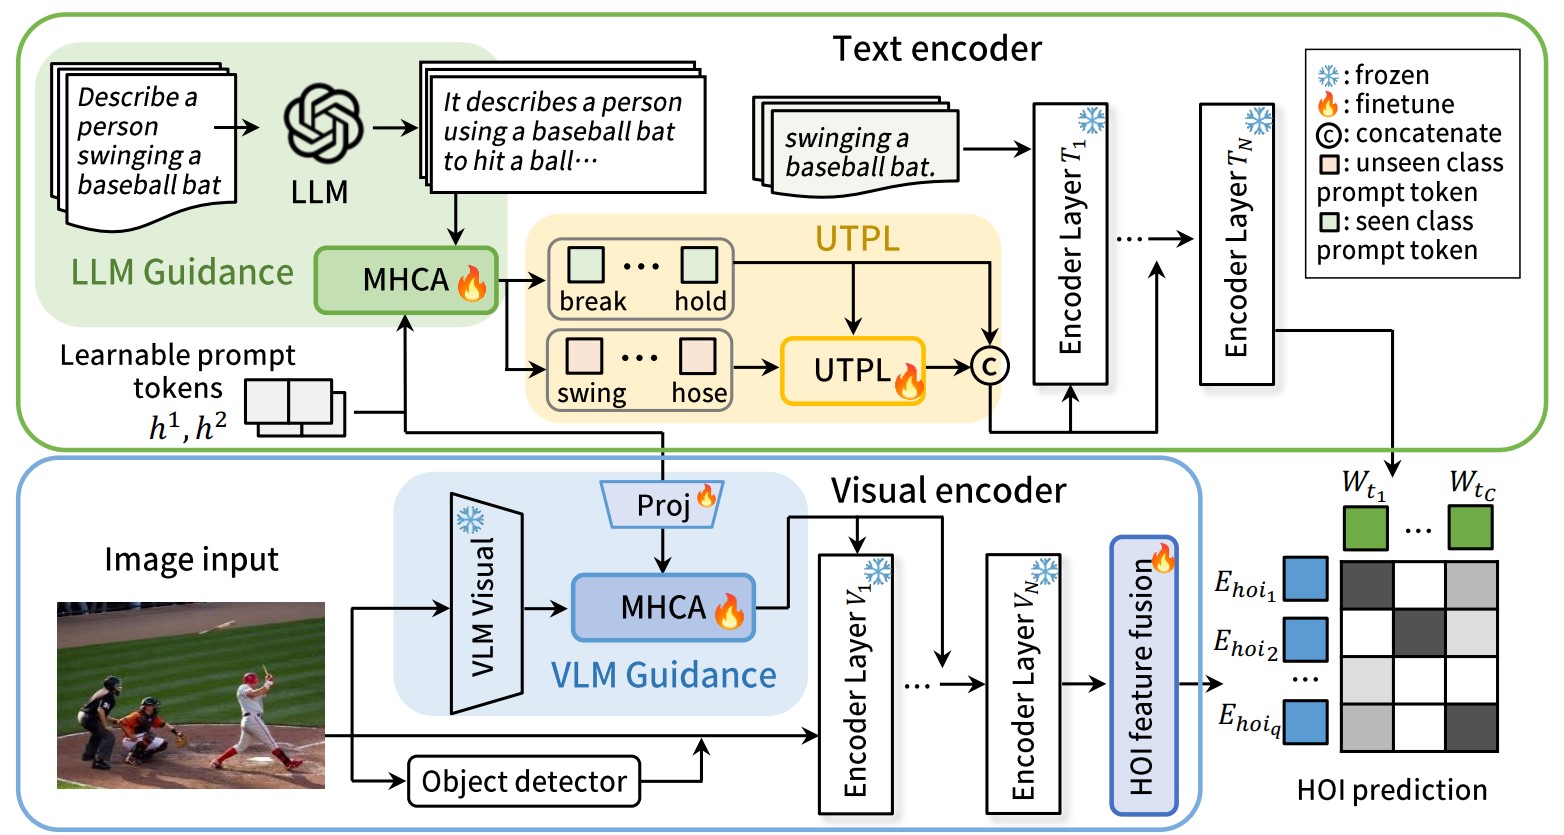 Text encoder
Describe a
person
swinging a
baseball bat
LLM
It describes a person
using a baseball bat
to hit a ball⋯
swinging a
baseball bat.
Encoder Layer T₁
...
Encoder Layer T_N
: frozen
: finetune
C : concatenate
: unseen class
prompt token
: seen class
prompt token
LLM Guidance
MHCA
UTPL
break ... hold
swing ... hose
UTPL
C
Learnable prompt
tokens
h¹, h²
Visual encoder
Image input
VLM Visual
Proj
MHCA
VLM Guidance
Object detector
Encoder Layer V₁
...
Encoder Layer V_N
HOI feature fusion
W_{t_1} ... W_{t_C}
E_{hoi_1}
E_{hoi_2}
...
E_{hoi_q}
HOI prediction